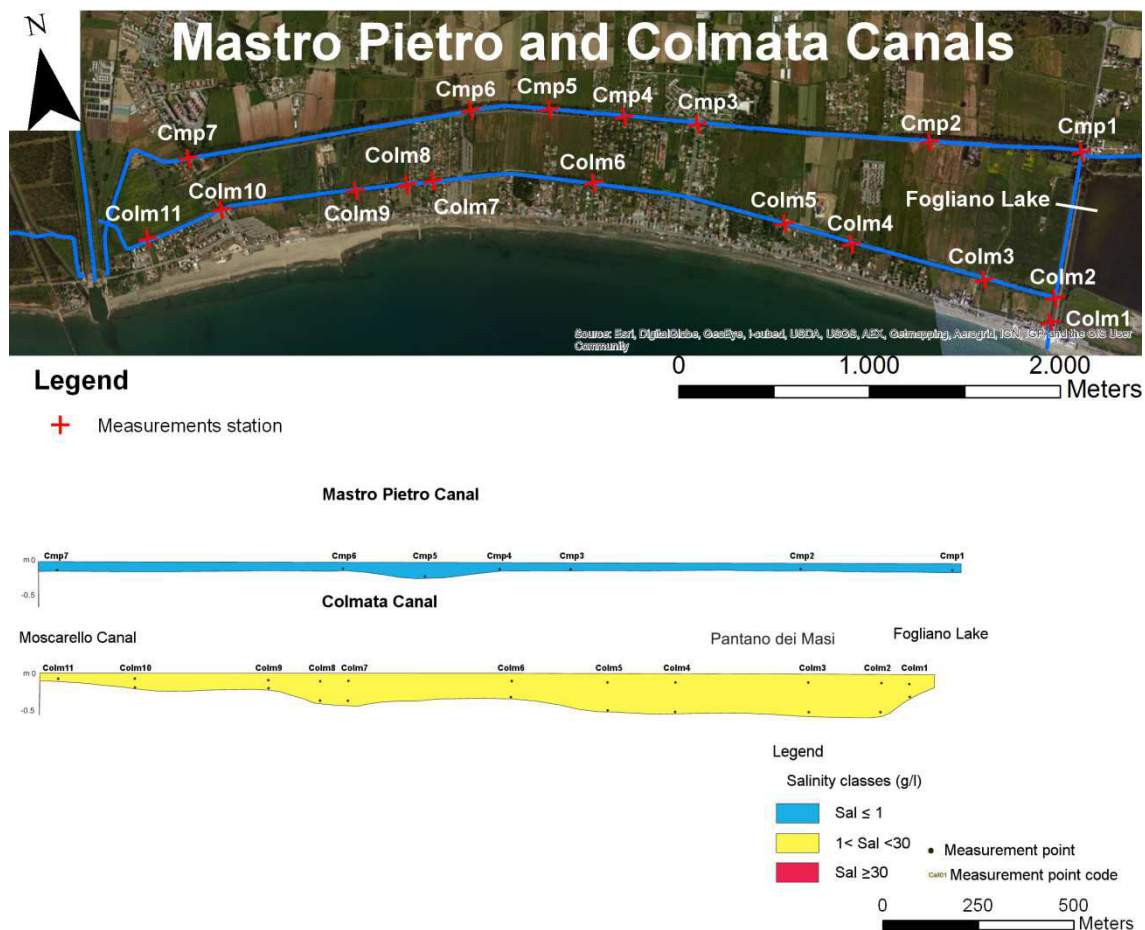 N
Mastro Pietro and Colmata Canals
Cmp7
Cmp6
Cmp5
Cmp4
Cmp3
Cmp2
Cmp1
Colm11
Colm10
Colm9
Colm8
Colm7
Colm6
Colm5
Colm4
Colm3
Colm2
Colm1
Fogliano Lake
Source: Esri, DigitalGlobe, GeoEye, i-cubed, USDA, USGS, AEX, Getmapping, Aerogrid, IGN, IGP, and the GIS User
Community
Legend
Measurements station
0 1.000 2.000
Meters
Mastro Pietro Canal
Cmp7 Cmp6 Cmp5 Cmp4 Cmp3 Cmp2 Cmp1
m 0
-0.5
Colmata Canal
Moscarello Canal Pantano dei Masi Fogliano Lake
Colm11 Colm10 Colm9 Colm8 Colm7 Colm6 Colm5 Colm4 Colm3 Colm2 Colm1
m 0
-0.5
Legend
Salinity classes (g/l)
Sal ≤ 1
1< Sal <30
Sal ≥30
Measurement point
Measurement point code
0 250 500
Meters